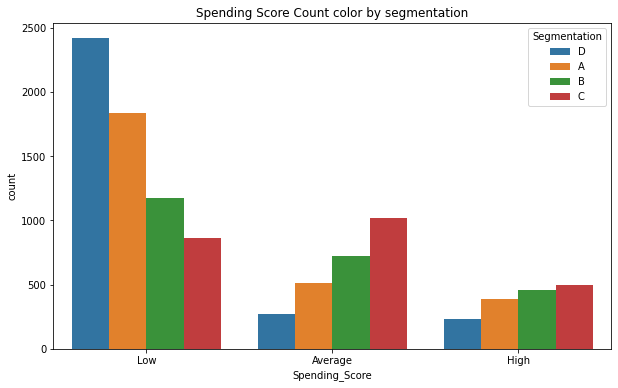 Spending Score Count color by segmentation
Segmentation
D
A
B
C
2500
2000
1500
1000
500
0
count
Low Average High
Spending_Score